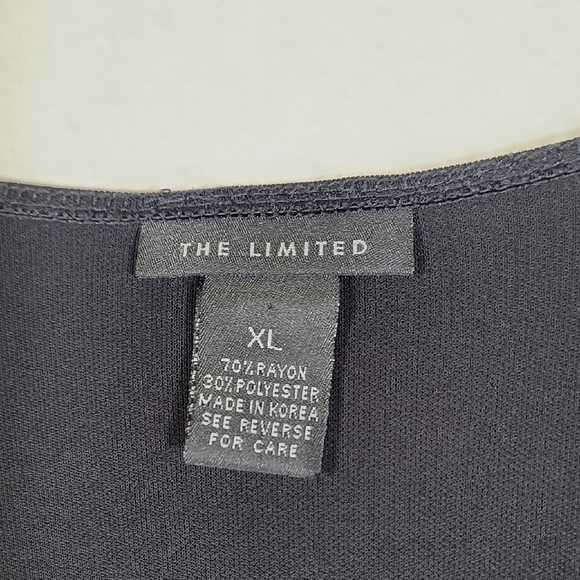 THE LIMITED
XL
70% RAYON
30% POLYESTER
MADE IN KOREA
SEE REVERSE
FOR CARE